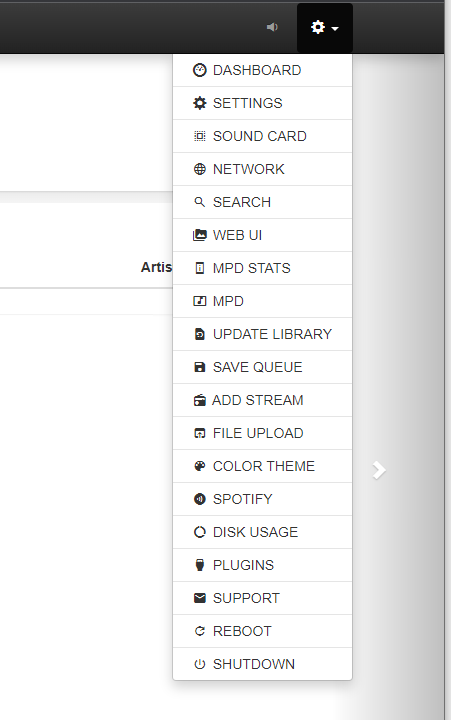 DASHBOARD
SETTINGS
SOUND CARD
NETWORK
SEARCH
WEB UI
Artis
MPD STATS
MPD
UPDATE LIBRARY
SAVE QUEUE
ADD STREAM
FILE UPLOAD
COLOR THEME
SPOTIFY
DISK USAGE
PLUGINS
SUPPORT
REBOOT
SHUTDOWN